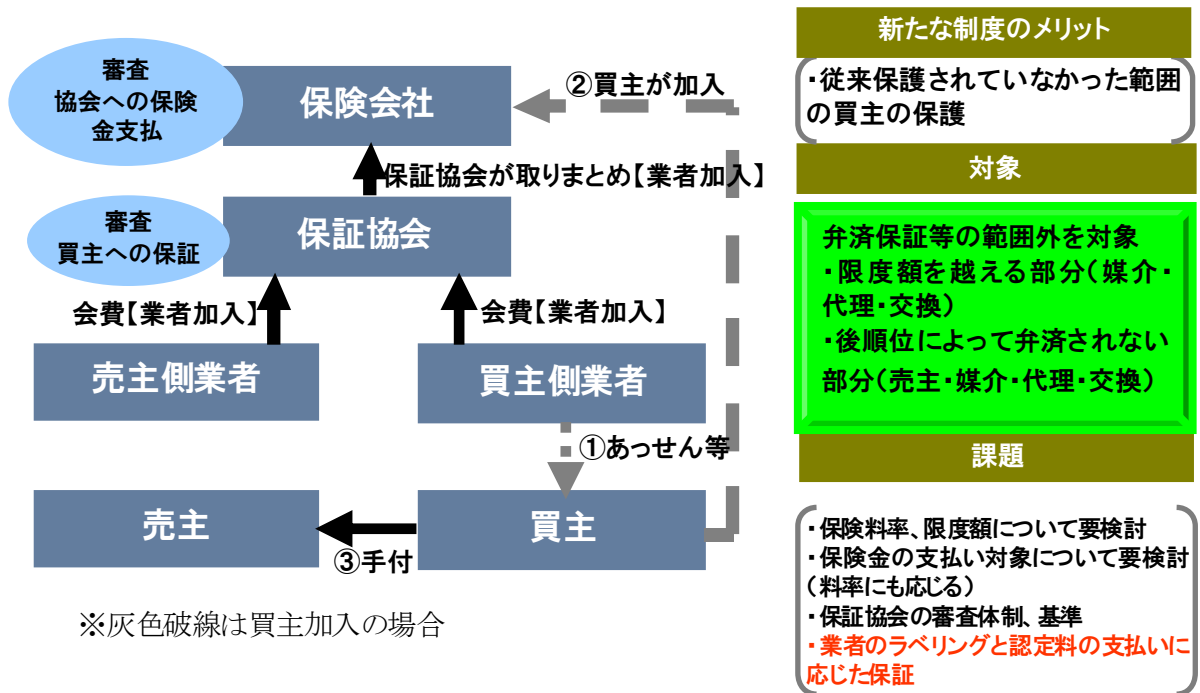 審査
協会への保険
金支払
保険会社
②買主が加入
保証協会が取りまとめ【業者加入】
審査
買主への保証
保証協会
会費【業者加入】
会費【業者加入】
売主側業者
買主側業者
①あっせん等
売主
買主
③手付
※灰色破線は買主加入の場合
新たな制度のメリット
・従来保護されていなかった範囲
の買主の保護
対象
弁済保証等の範囲外を対象
・限度額を越える部分(媒介・
代理・交換)
・後順位によって弁済されない
部分(売主・媒介・代理・交換)
課題
・保険料率、限度額について要検討
・保険金の支払い対象について要検討
(料率にも応じる)
・保証協会の審査体制、基準
・業者のラベリングと認定料の支払いに
応じた保証